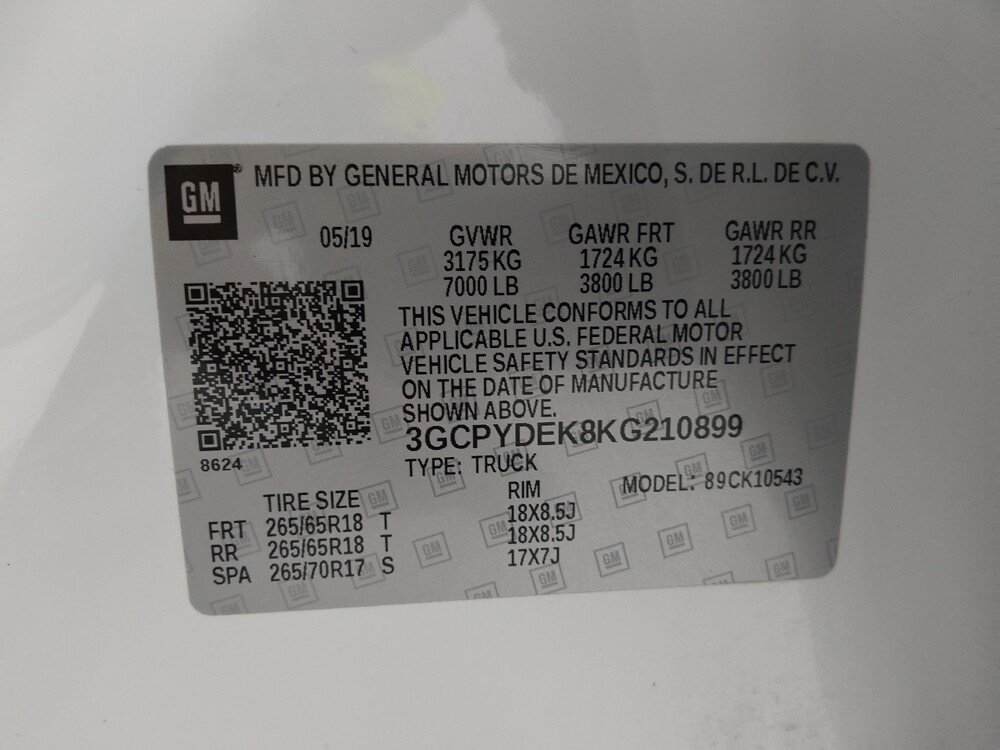 GM® MFD BY GENERAL MOTORS DE MEXICO, S. DE R.L. DE C.V.
05/19 GVWR GAWR FRT GAWR RR
3175 KG 1724 KG 1724 KG
7000 LB 3800 LB 3800 LB
THIS VEHICLE CONFORMS TO ALL
APPLICABLE U.S. FEDERAL MOTOR
VEHICLE SAFETY STANDARDS IN EFFECT
ON THE DATE OF MANUFACTURE
SHOWN ABOVE.
3GCPYDEK8KG210899
8624
TYPE: TRUCK MODEL: 89CK10543
TIRE SIZE RIM
FRT 265/65R18 T 18X8.5J
RR 265/65R18 T 18X8.5J
SPA 265/70R17 S 17X7J